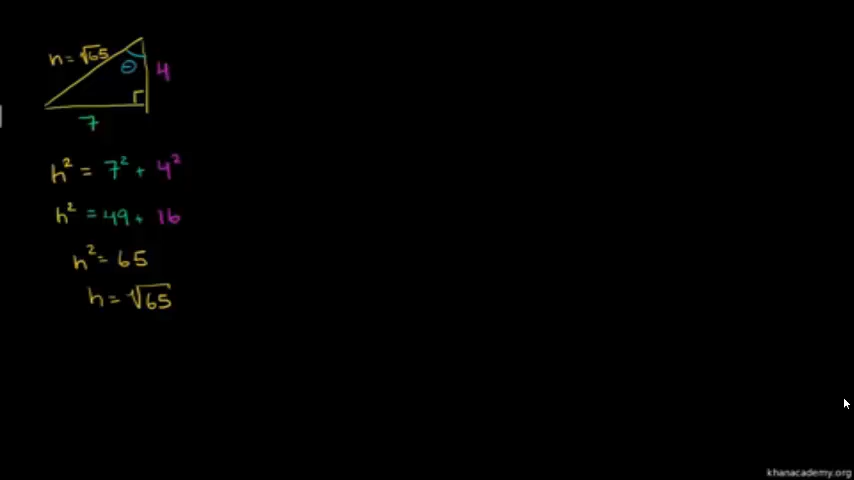 h = √65
θ
4
7
h² = 7² + 4²
h² = 49 + 16
h² = 65
h = √65
khanacademy.org